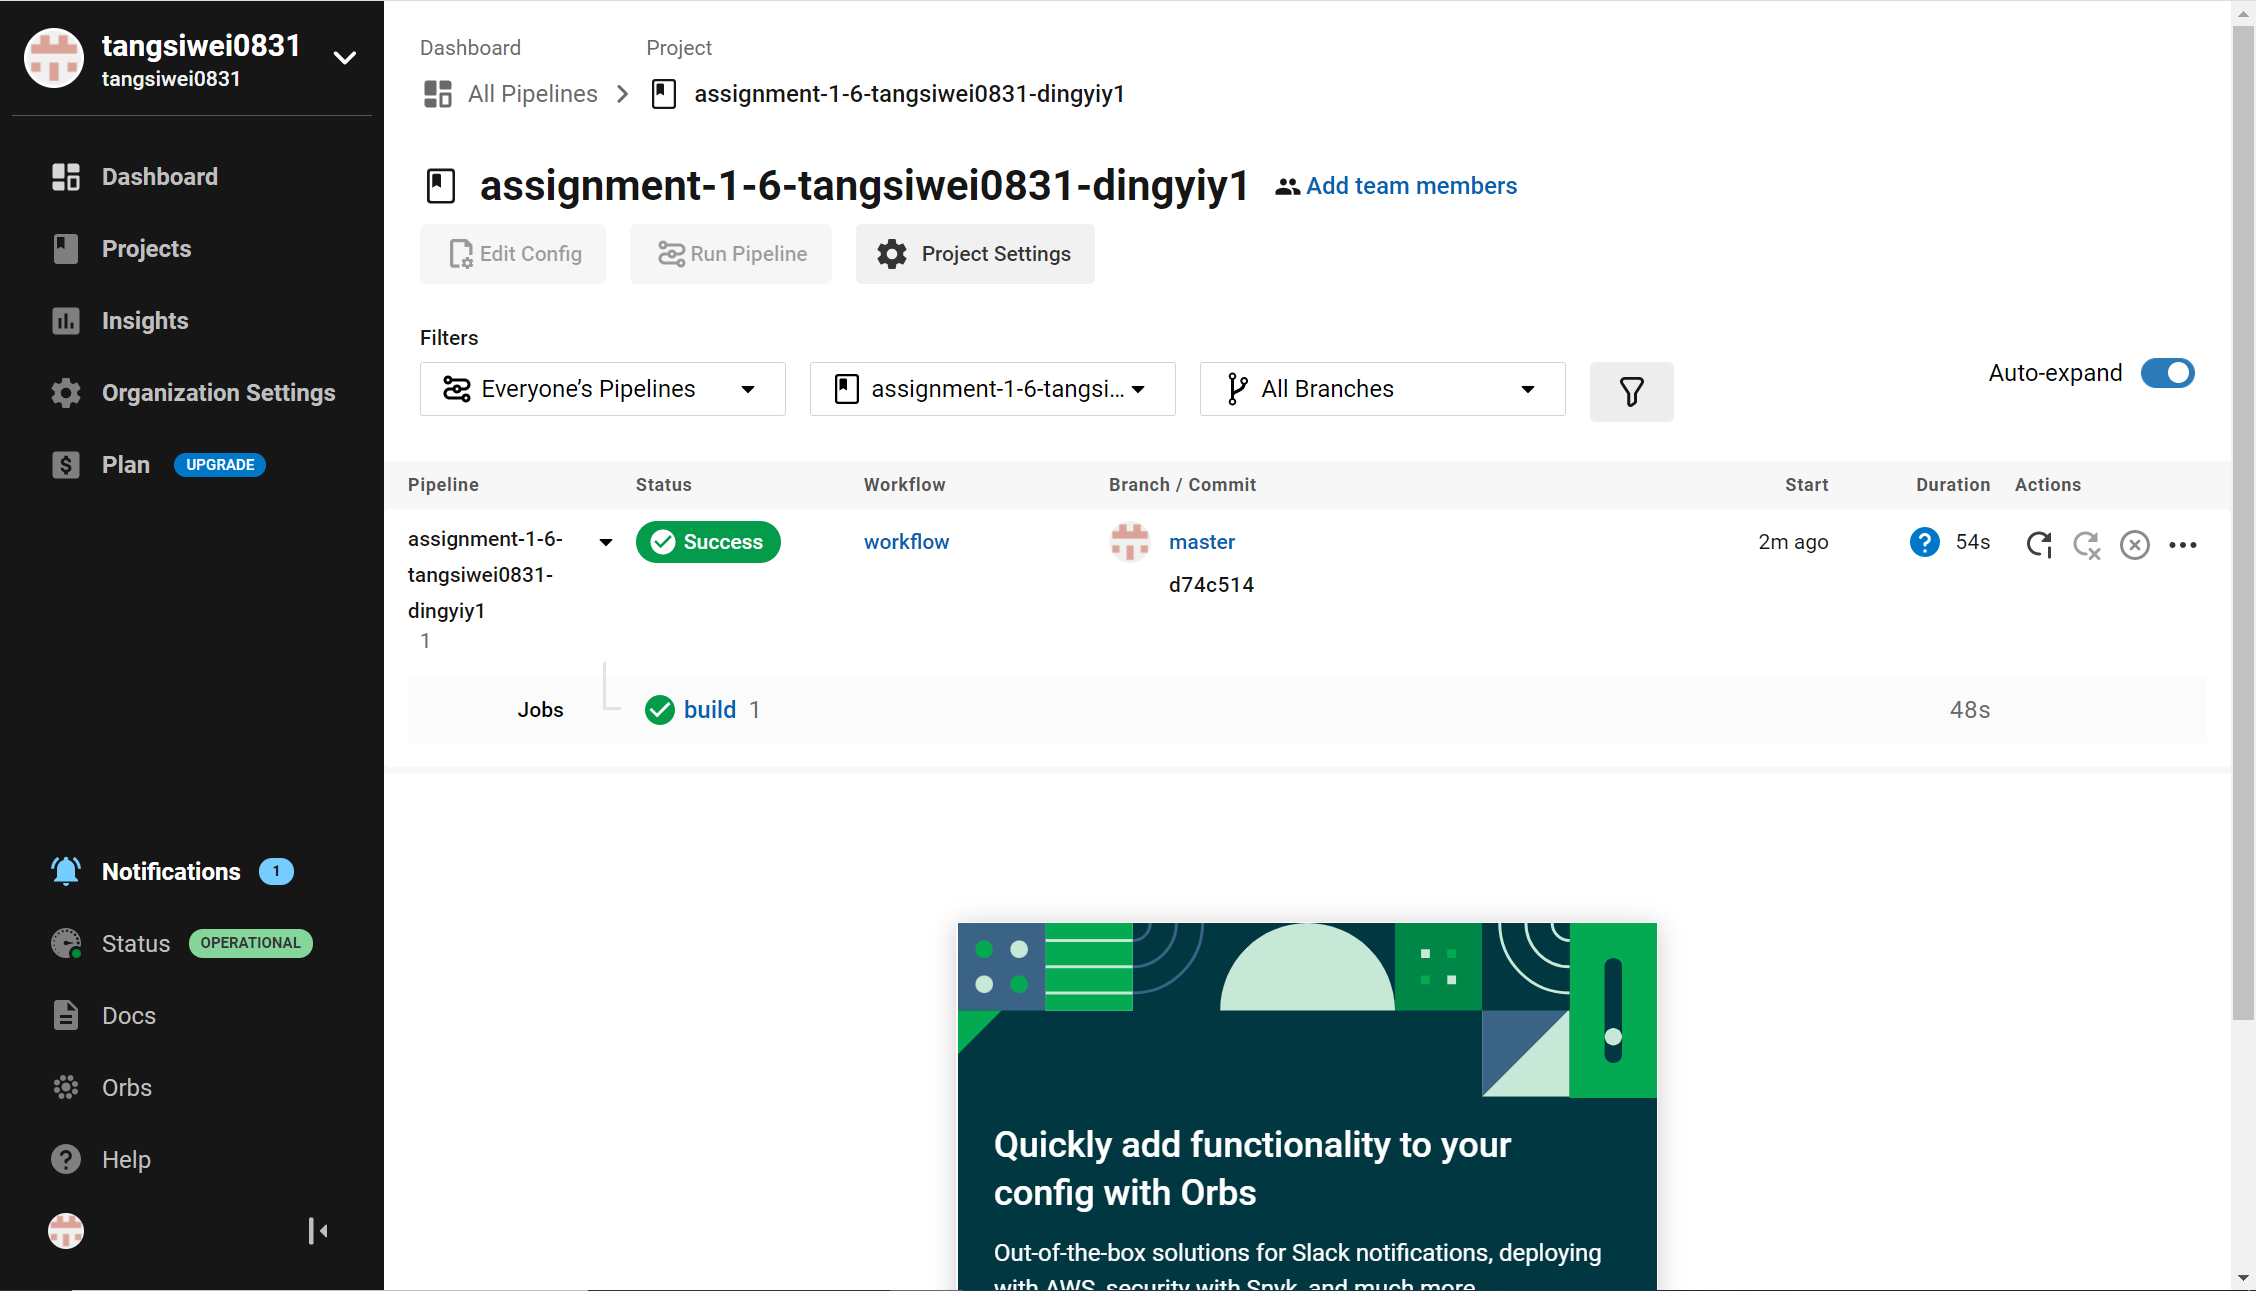 tangsiwei0831
tangsiwei0831
Dashboard
Projects
Insights
Organization Settings
Plan UPGRADE
Notifications 1
Status OPERATIONAL
Docs
Orbs
Help
Dashboard Project
All Pipelines assignment-1-6-tangsiwei0831-dingyiy1
assignment-1-6-tangsiwei0831-dingyiy1 Add team members
Edit Config Run Pipeline Project Settings
Filters
Everyone’s Pipelines assignment-1-6-tangsi... All Branches Auto-expand
Pipeline Status Workflow Branch / Commit Start Duration Actions
assignment-1-6- Success workflow master 2m ago 54s
tangsiwei0831- d74c514
dingyiy1
1
Jobs build 1 48s
Quickly add functionality to your
config with Orbs
Out-of-the-box solutions for Slack notifications, deploying
with AWS, security with Snyk, and much more